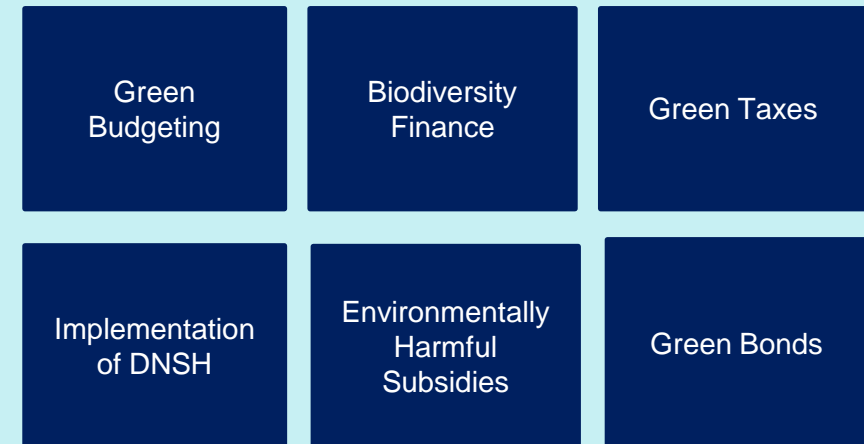 Green
Budgeting
Biodiversity
Finance
Green Taxes
Implementation
of DNSH
Environmentally
Harmful
Subsidies
Green Bonds